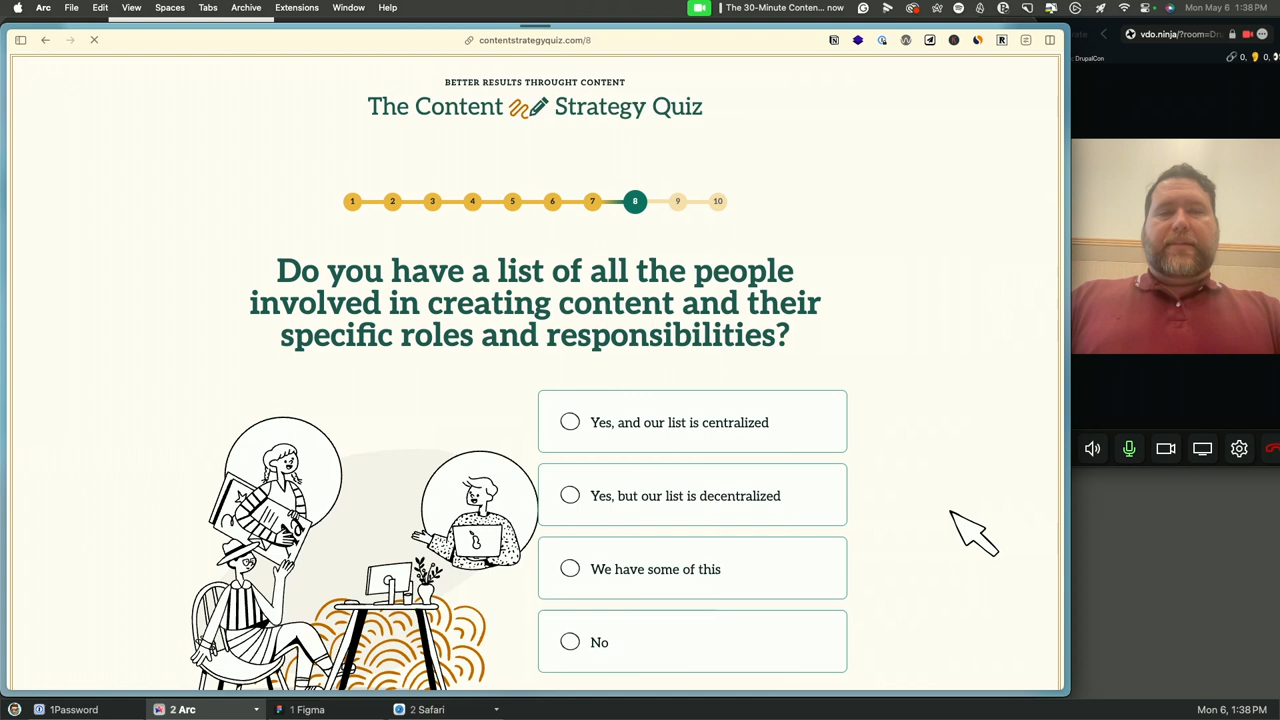 Arc File Edit View Spaces Tabs Archive Extensions Window Help
The 30-Minute Conten... now
Mon May 6 1:38 PM
contentstrategyquiz.com/8
vdo.ninja/?room=Dr
DrupalCon
0,
0,
BETTER RESULTS THROUGHT CONTENT
The Content Strategy Quiz
1 2 3 4 5 6 7 8 9 10
Do you have a list of all the people
involved in creating content and their
specific roles and responsibilities?
Yes, and our list is centralized
Yes, but our list is decentralized
We have some of this
No
1Password
2 Arc
1 Figma
2 Safari
Mon 6, 1:38 PM